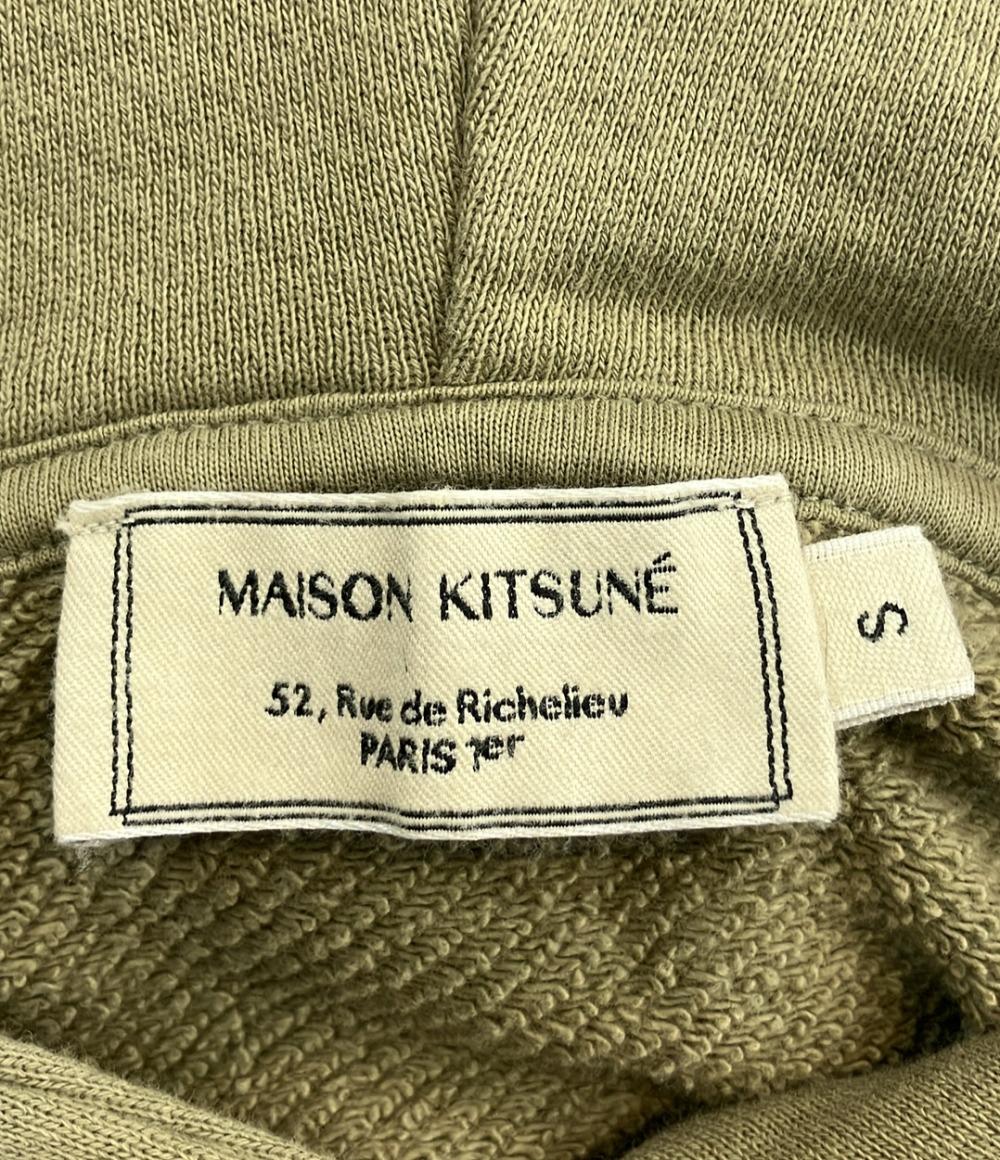 MAISON KITSUNÉ
52, Rue de Richelieu
PARIS 1er
S